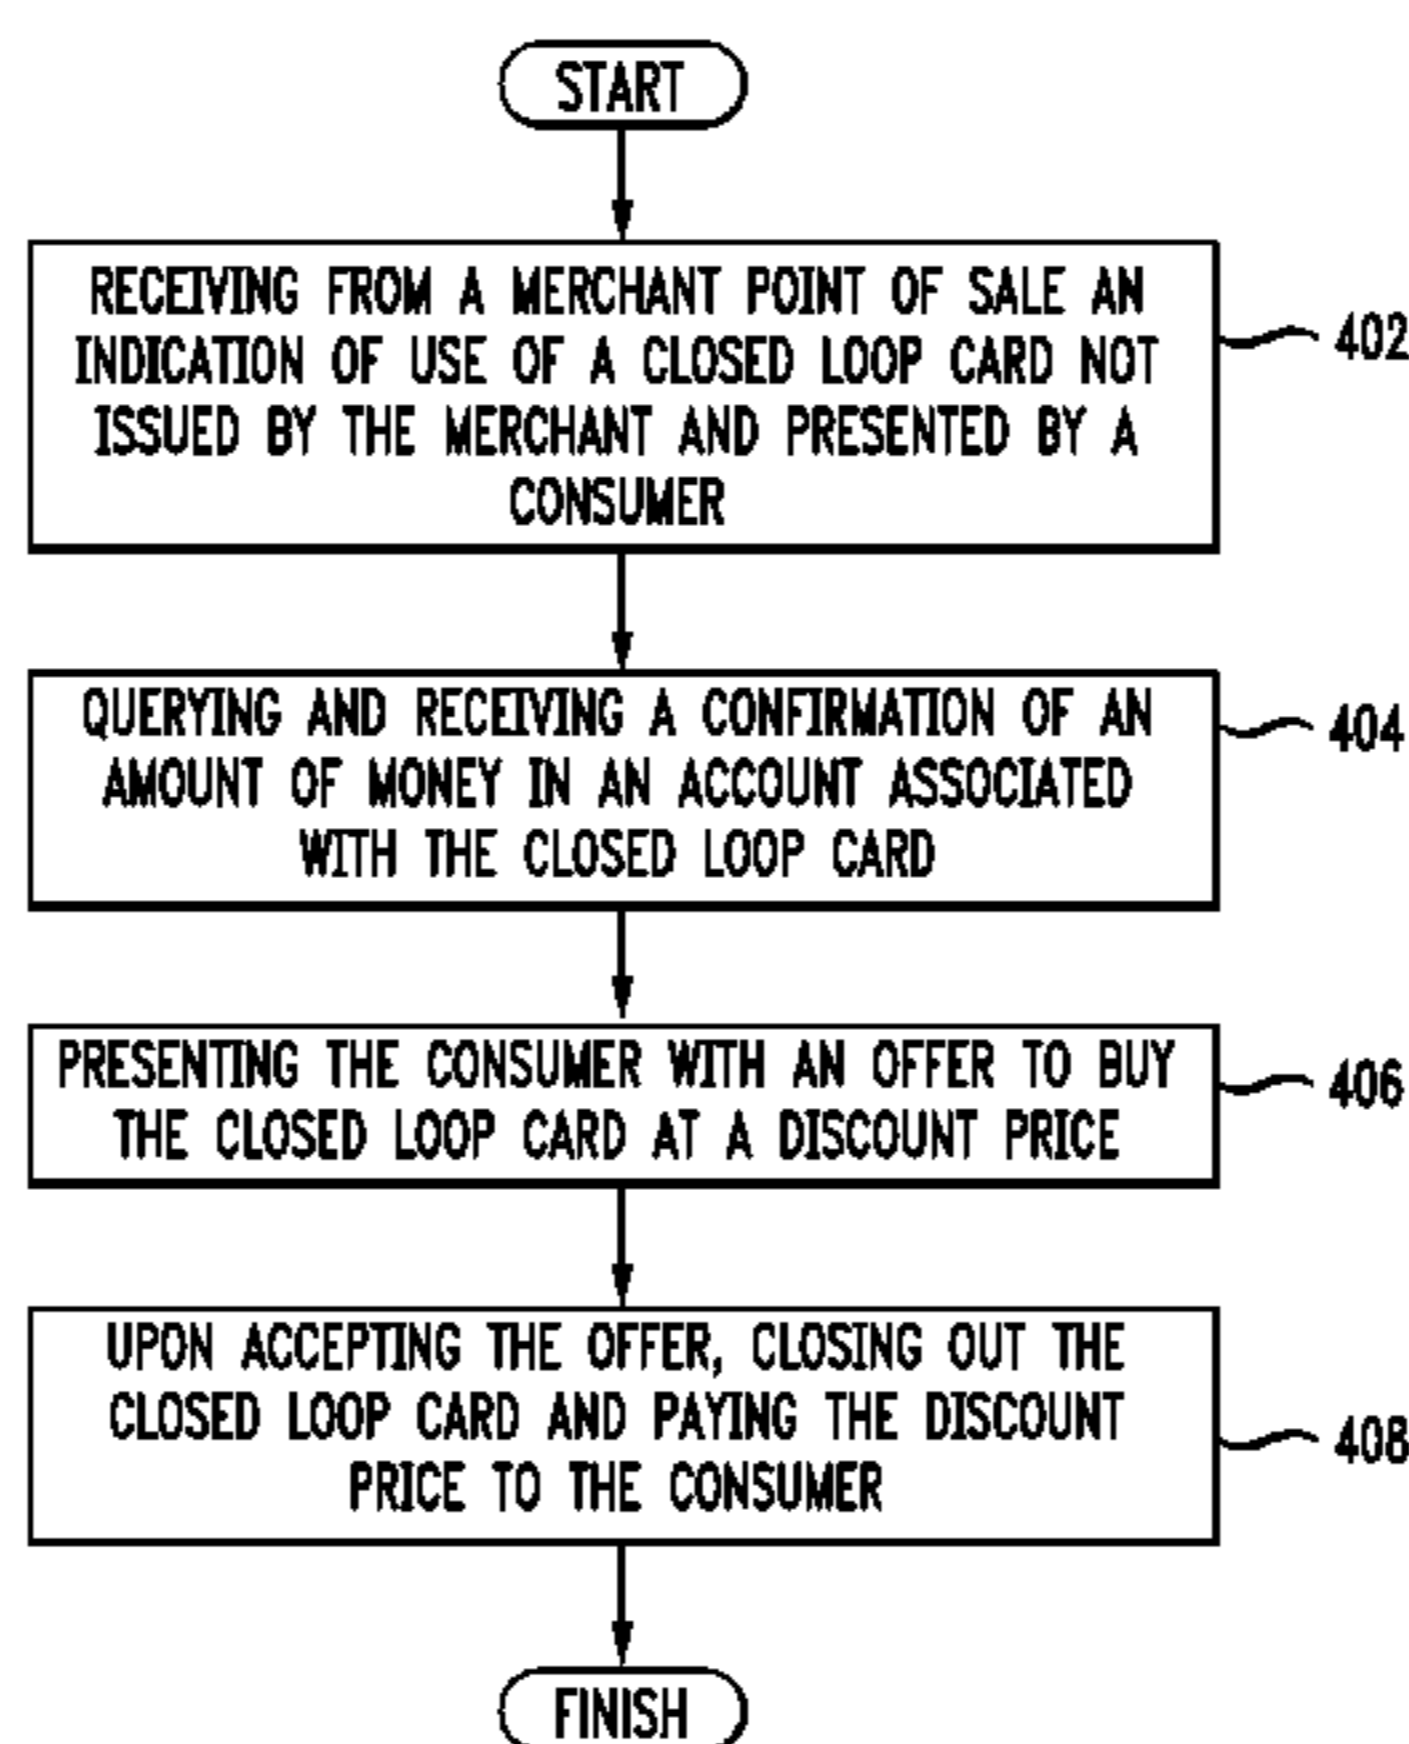 START
RECEIVING FROM A MERCHANT POINT OF SALE AN
INDICATION OF USE OF A CLOSED LOOP CARD NOT
ISSUED BY THE MERCHANT AND PRESENTED BY A
CONSUMER
402
QUERYING AND RECEIVING A CONFIRMATION OF AN
AMOUNT OF MONEY IN AN ACCOUNT ASSOCIATED
WITH THE CLOSED LOOP CARD
404
PRESENTING THE CONSUMER WITH AN OFFER TO BUY
THE CLOSED LOOP CARD AT A DISCOUNT PRICE
406
UPON ACCEPTING THE OFFER, CLOSING OUT THE
CLOSED LOOP CARD AND PAYING THE DISCOUNT
PRICE TO THE CONSUMER
408
FINISH